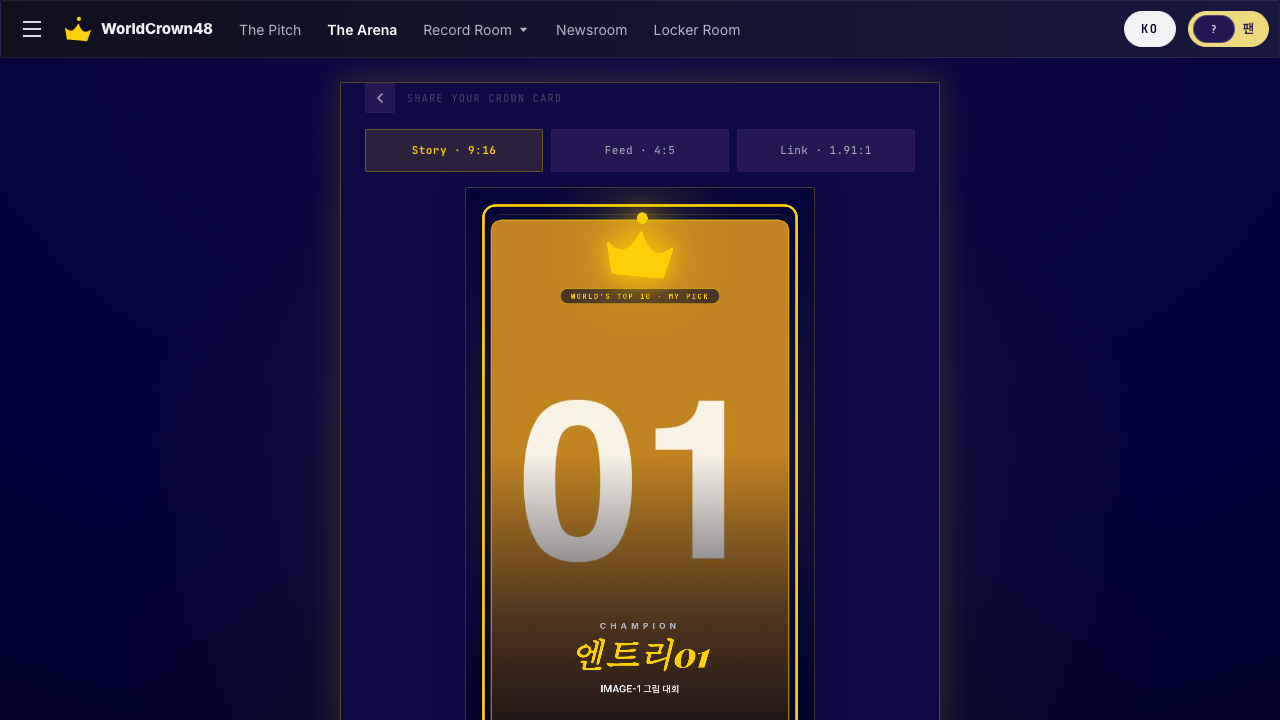 WorldCrown48
The Pitch
The Arena
Record Room
Newsroom
Locker Room
KO
?
팬
SHARE YOUR CROWN CARD
Story · 9:16
Feed · 4:5
Link · 1.91:1
WORLD'S TOP 10 · MY PICK
01
CHAMPION
엔트리01
IMAGE-1 그림 대회